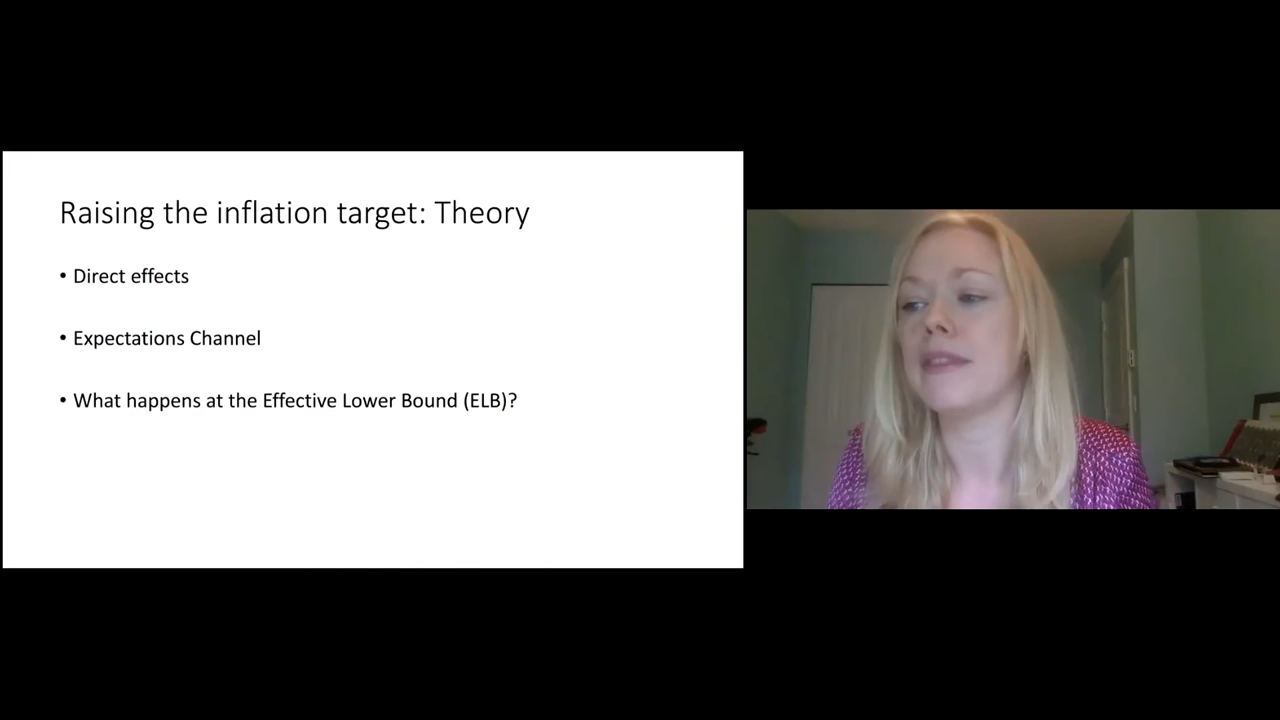 Raising the inflation target: Theory
• Direct effects
• Expectations Channel
• What happens at the Effective Lower Bound (ELB)?